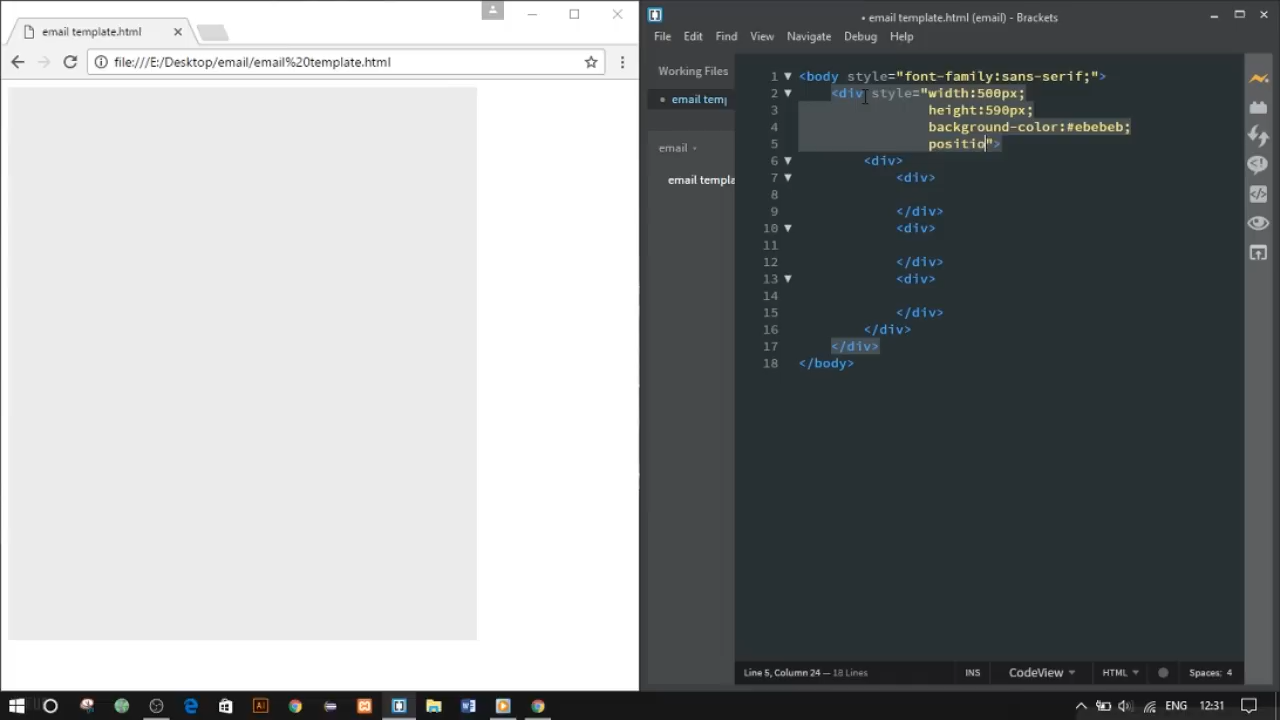 email template.html
file:///E:/Desktop/email/email%20template.html
• email template.html (email) - Brackets
File Edit Find View Navigate Debug Help
Working Files
• email temp
email
email templa
1 <body style="font-family:sans-serif;">
2 <div style="width:500px;
3 height:590px;
4 background-color:#ebebeb;
5 positio">
6 <div>
7 <div>
8
9 </div>
10 <div>
11
12 </div>
13 <div>
14
15 </div>
16 </div>
17 </div>
18 </body>
Line 5, Column 24 — 18 Lines
INS
CodeView
HTML
Spaces: 4
ENG
12:31